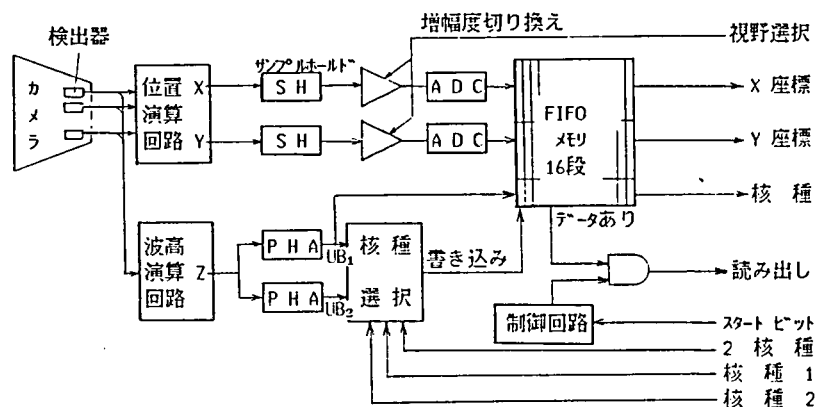 検出器
カメラ
位置 X
演算
回路 Y
サンプルホールド
SH
SH
増幅度切り換え
ADC
ADC
FIFO
メモリ
16段
視野選択
X座標
Y座標
核種
データあり
読み出し
波高
演算 Z
回路
PHA
PHA
UB1
UB2
核種
選択
書き込み
制御回路
スタートビット
2核種
核種1
核種2